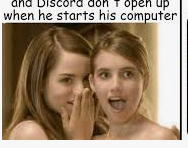 and Discord don't open up
when he starts his computer